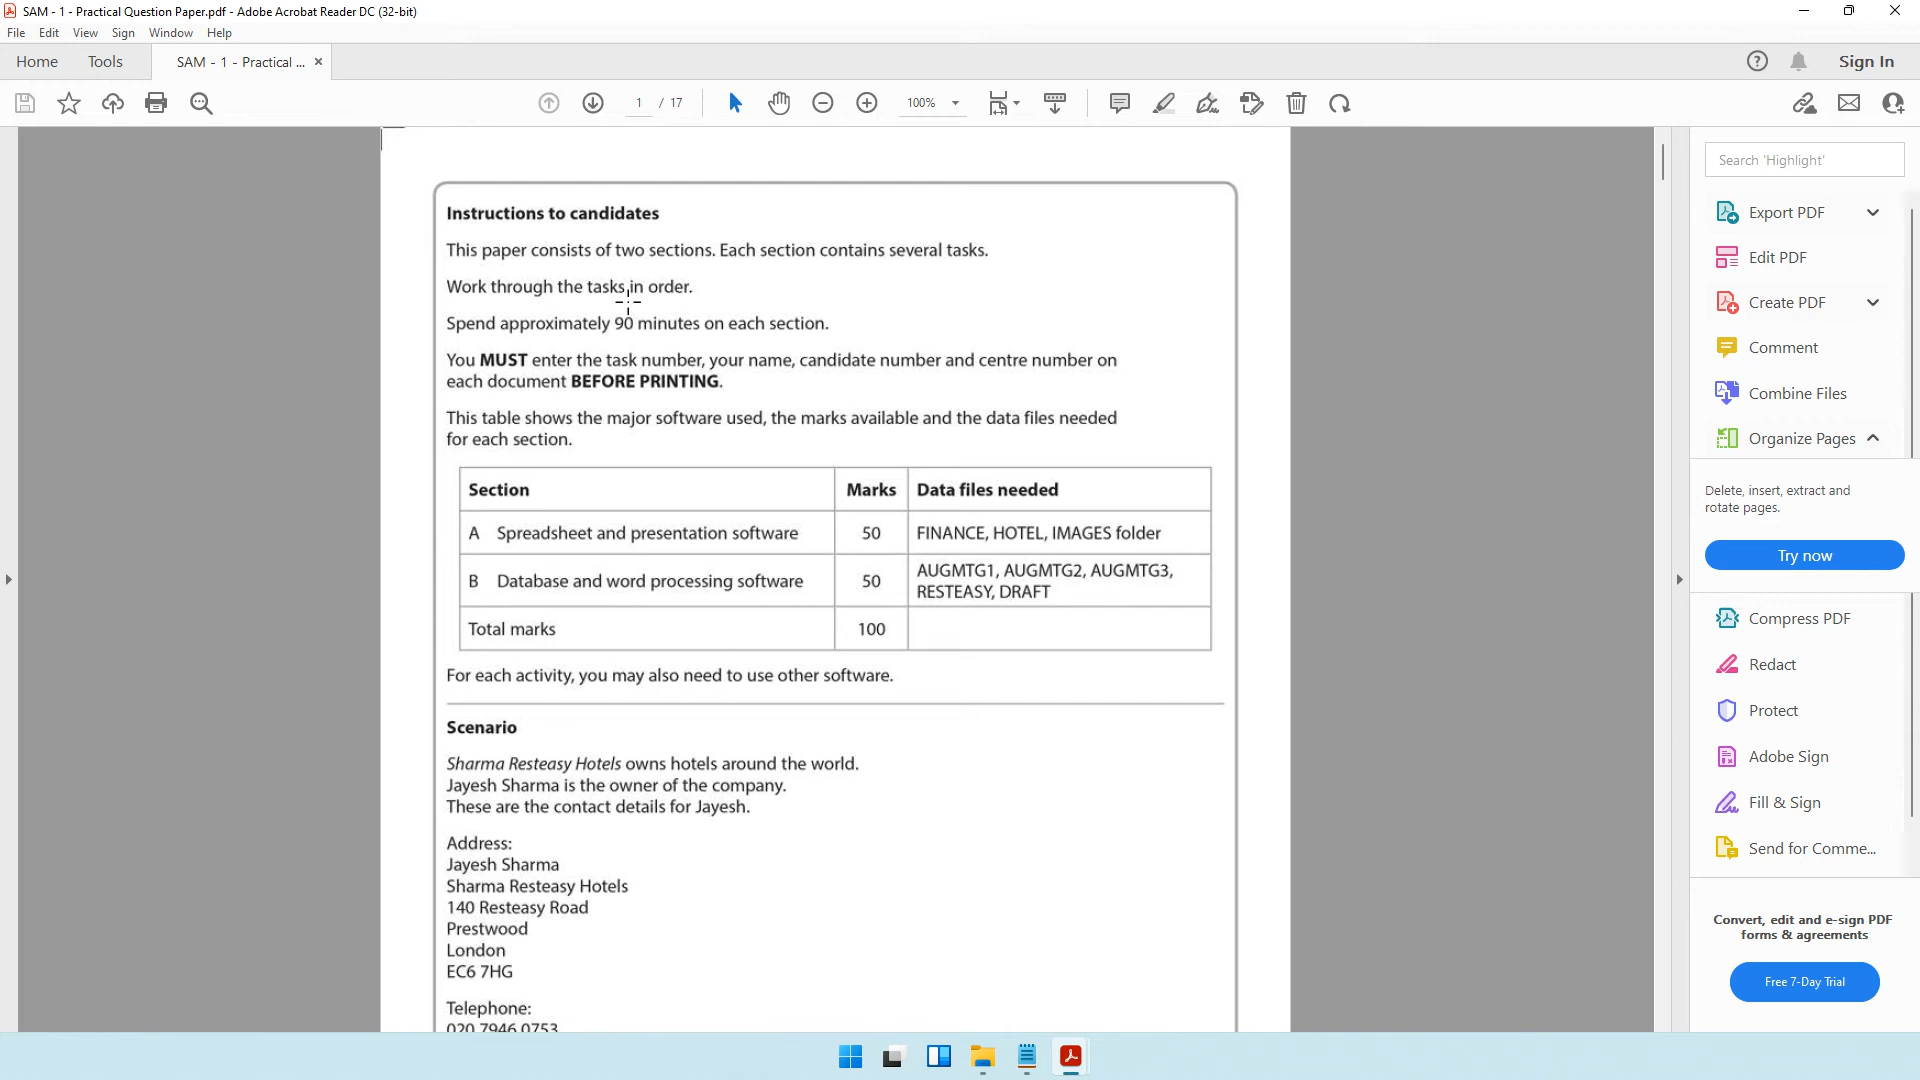 SAM - 1 - Practical Question Paper.pdf - Adobe Acrobat Reader DC (32-bit)
File Edit View Sign Window Help
Home Tools SAM - 1 - Practical ... Sign In
1 / 17 100%
Search 'Highlight'
Instructions to candidates
This paper consists of two sections. Each section contains several tasks.
Work through the tasks in order.
Spend approximately 90 minutes on each section.
You MUST enter the task number, your name, candidate number and centre number on
each document BEFORE PRINTING.
This table shows the major software used, the marks available and the data files needed
for each section.
Section Marks Data files needed
A Spreadsheet and presentation software 50 FINANCE, HOTEL, IMAGES folder
B Database and word processing software 50 AUGMTG1, AUGMTG2, AUGMTG3,
RESTEASY, DRAFT
Total marks 100
For each activity, you may also need to use other software.
Scenario
Sharma Resteasy Hotels owns hotels around the world.
Jayesh Sharma is the owner of the company.
These are the contact details for Jayesh.
Address:
Jayesh Sharma
Sharma Resteasy Hotels
140 Resteasy Road
Prestwood
London
EC6 7HG
Telephone:
020 7946 0753
Export PDF
Edit PDF
Create PDF
Comment
Combine Files
Organize Pages
Delete, insert, extract and
rotate pages.
Try now
Compress PDF
Redact
Protect
Adobe Sign
Fill & Sign
Send for Comme...
Convert, edit and e-sign PDF
forms & agreements
Free 7-Day Trial